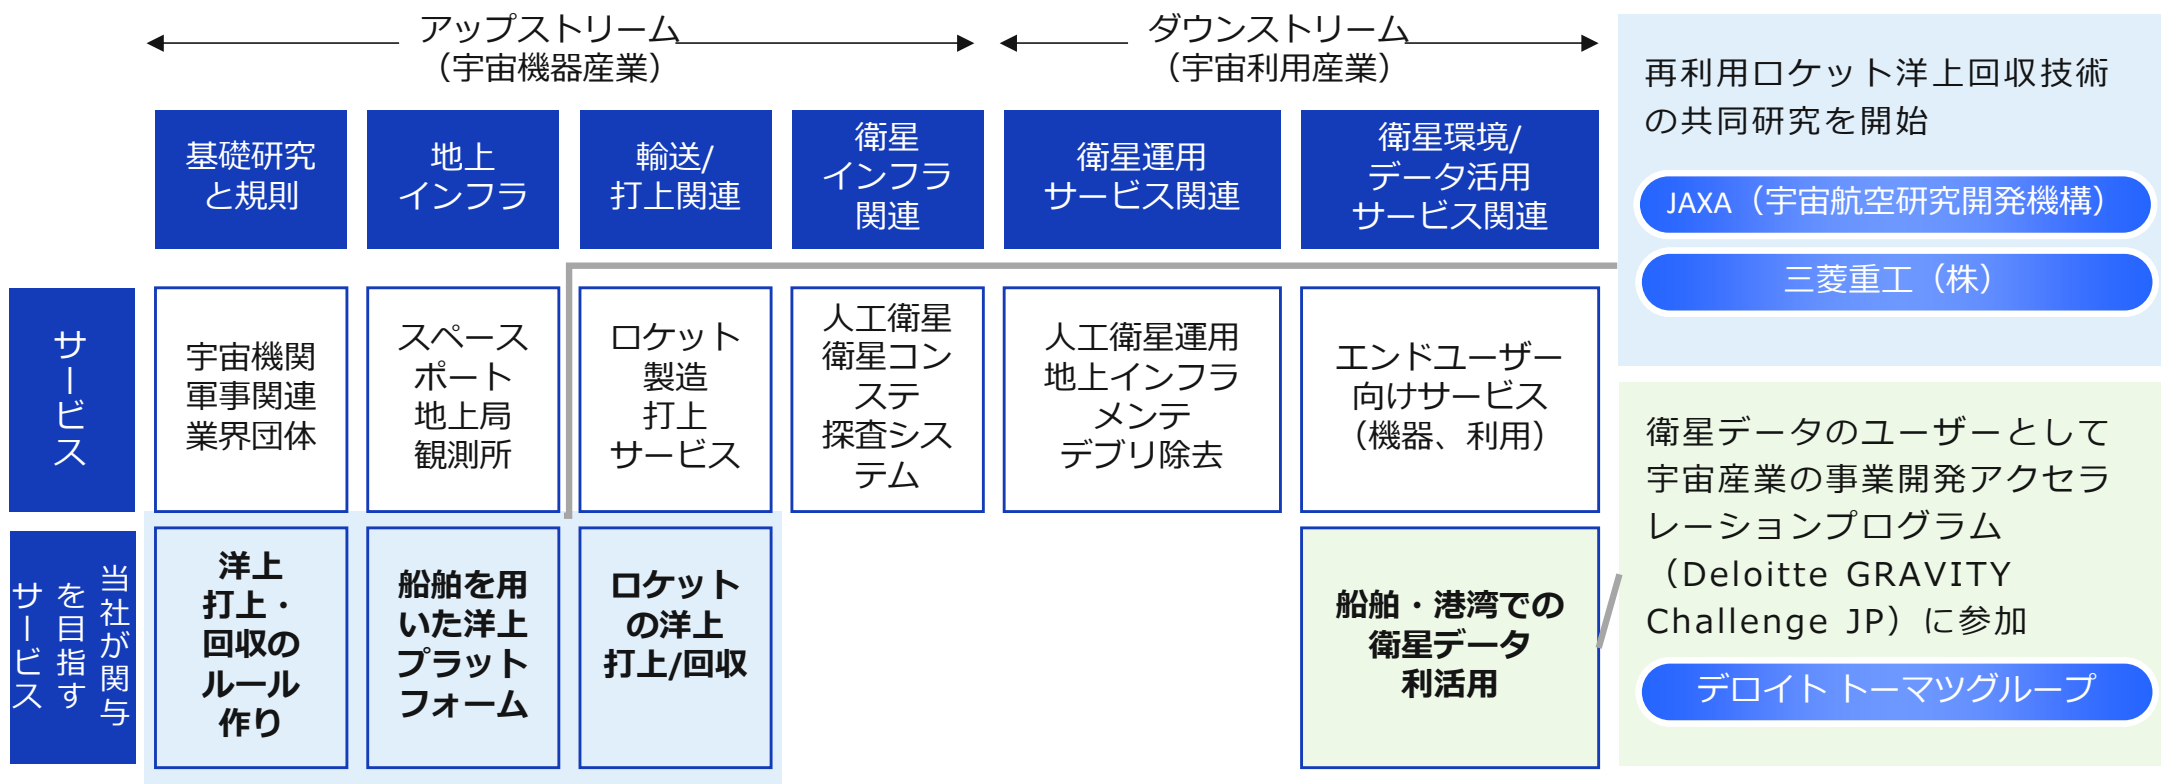 アップストリーム
（宇宙機器産業）
ダウンストリーム
（宇宙利用産業）
基礎研究
と規則
地上
インフラ
輸送/
打上関連
衛星
インフラ
関連
衛星運用
サービス関連
衛星環境/
データ活用
サービス関連
サービス
宇宙機関
軍事関連
業界団体
スペース
ポート
地上局
観測所
ロケット
製造
打上
サービス
人工衛星
衛星コン
ステ
探査シス
テム
人工衛星運用
地上インフラ
メンテ
デブリ除去
エンドユーザー
向けサービス
（機器、利用）
当社が関与
を目指す
サービス
洋上
打上・
回収の
ルール
作り
船舶を用
いた洋上
プラット
フォーム
ロケット
の洋上
打上/回収
船舶・港湾での
衛星データ
利活用
再利用ロケット洋上回収技術
の共同研究を開始
JAXA（宇宙航空研究開発機構）
三菱重工（株）
衛星データのユーザーとして
宇宙産業の事業開発アクセラ
レーションプログラム
（Deloitte GRAVITY
Challenge JP）に参加
デロイト トーマツグループ